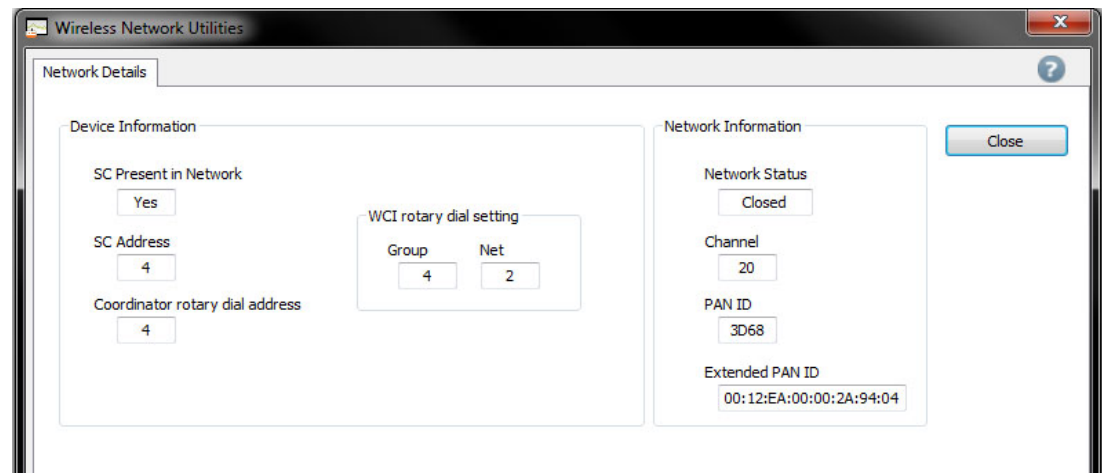 Wireless Network Utilities
x
Network Details
?
Device Information
SC Present in Network
Yes
SC Address
4
Coordinator rotary dial address
4
WCI rotary dial setting
Group Net
4 2
Network Information
Network Status
Closed
Channel
20
PAN ID
3D68
Extended PAN ID
00:12:EA:00:00:2A:94:04
Close